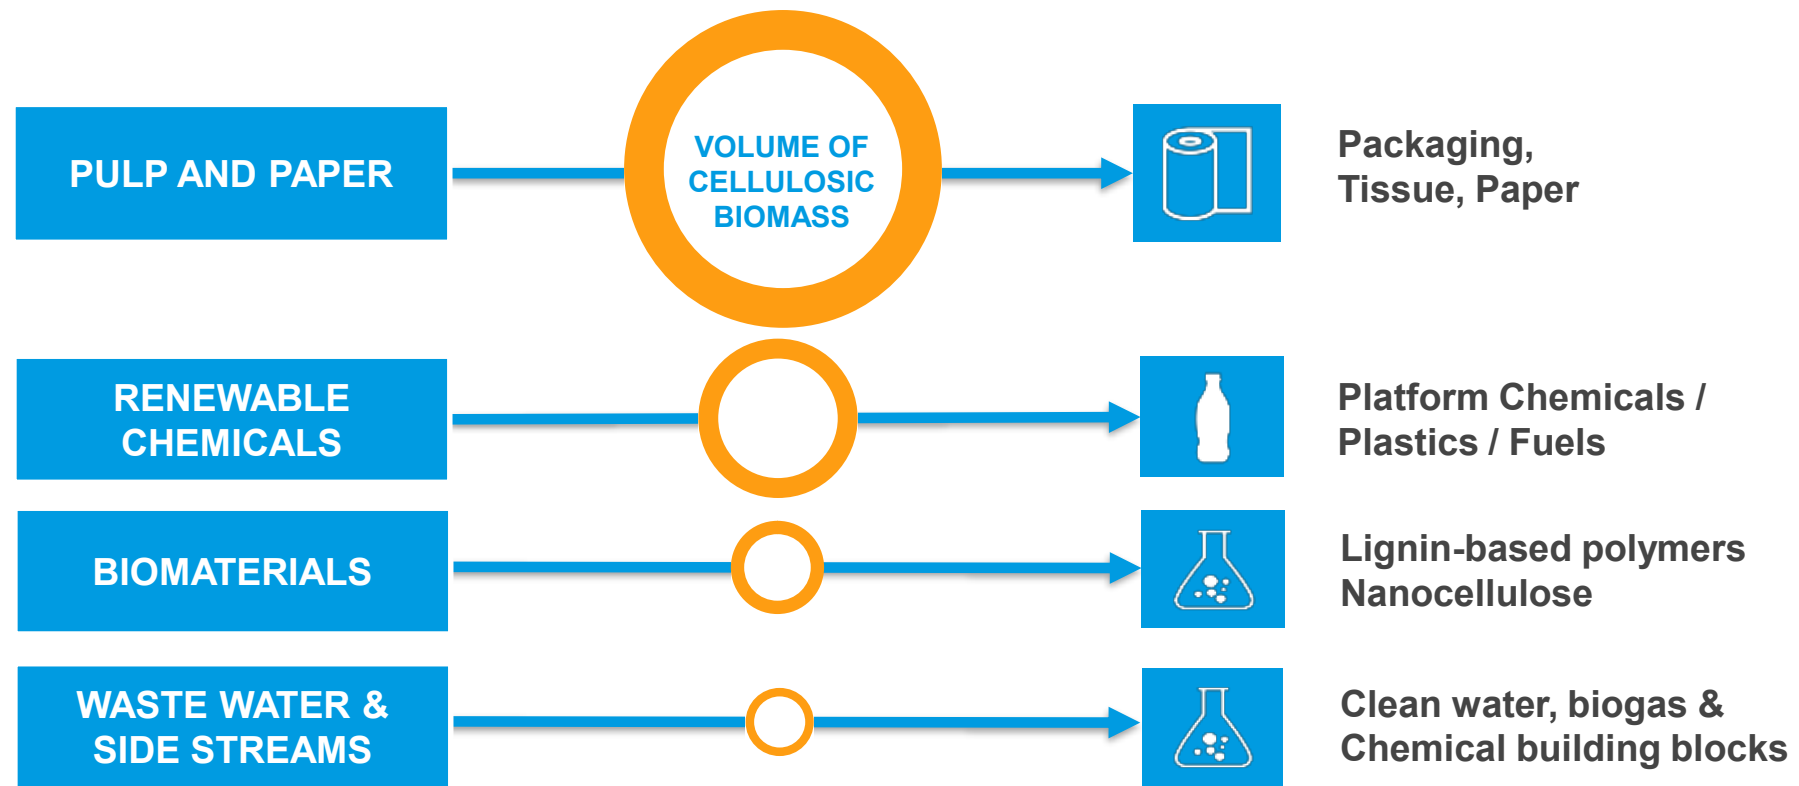 PULP AND PAPER
VOLUME OF
CELLULOSIC
BIOMASS
Packaging,
Tissue, Paper
RENEWABLE
CHEMICALS
Platform Chemicals /
Plastics / Fuels
BIOMATERIALS
Lignin-based polymers
Nanocellulose
WASTE WATER &
SIDE STREAMS
Clean water, biogas &
Chemical building blocks